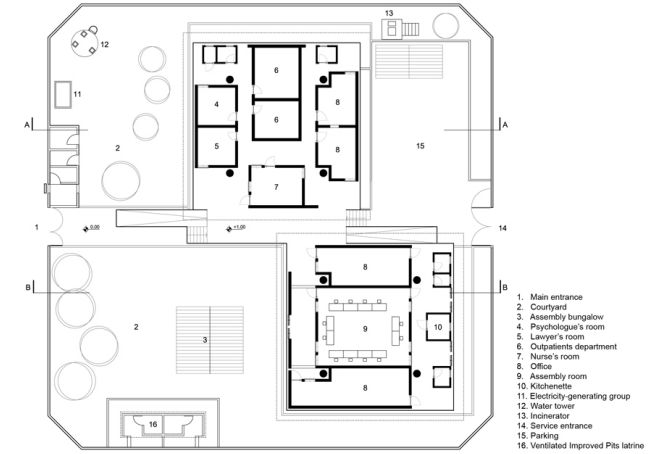 13
12
6
11
4
8
A
A
6
2
5
8
15
7
1
0.00
+1.00
14
8
B
B
2
3
9
10
8
16
1. Main entrance
2. Courtyard
3. Assembly bungalow
4. Psychologue's room
5. Lawyer's room
6. Outpatients department
7. Nurse's room
8. Office
9. Assembly room
10. Kitchenette
11. Electricity-generating group
12. Water tower
13. Incinerator
14. Service entrance
15. Parking
16. Ventilated Improved Pits latrine